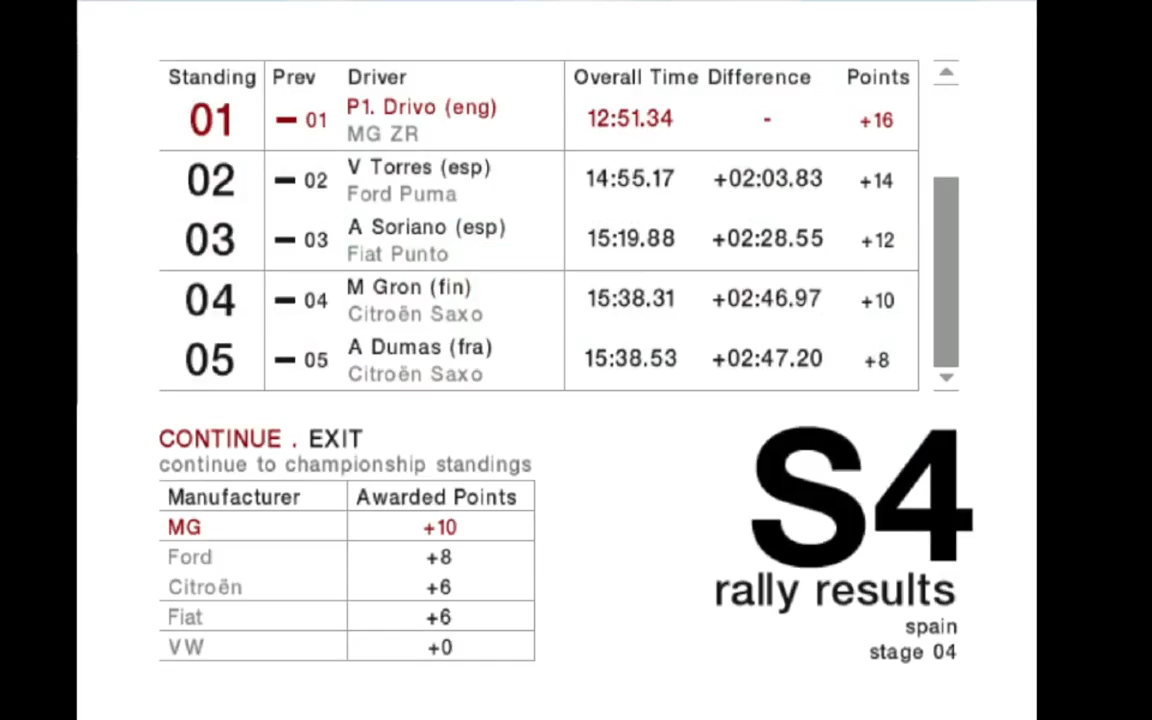 Standing Prev Driver Overall Time Difference Points
01 01 P1. Drivo (eng) 12:51.34 - +16
MG ZR
02 02 V Torres (esp) 14:55.17 +02:03.83 +14
Ford Puma
03 03 A Soriano (esp) 15:19.88 +02:28.55 +12
Fiat Punto
04 04 M Gron (fin) 15:38.31 +02:46.97 +10
Citroën Saxo
05 05 A Dumas (fra) 15:38.53 +02:47.20 +8
Citroën Saxo
CONTINUE . EXIT
continue to championship standings
Manufacturer Awarded Points
MG +10
Ford +8
Citroën +6
Fiat +6
VW +0
S4
rally results
spain
stage 04